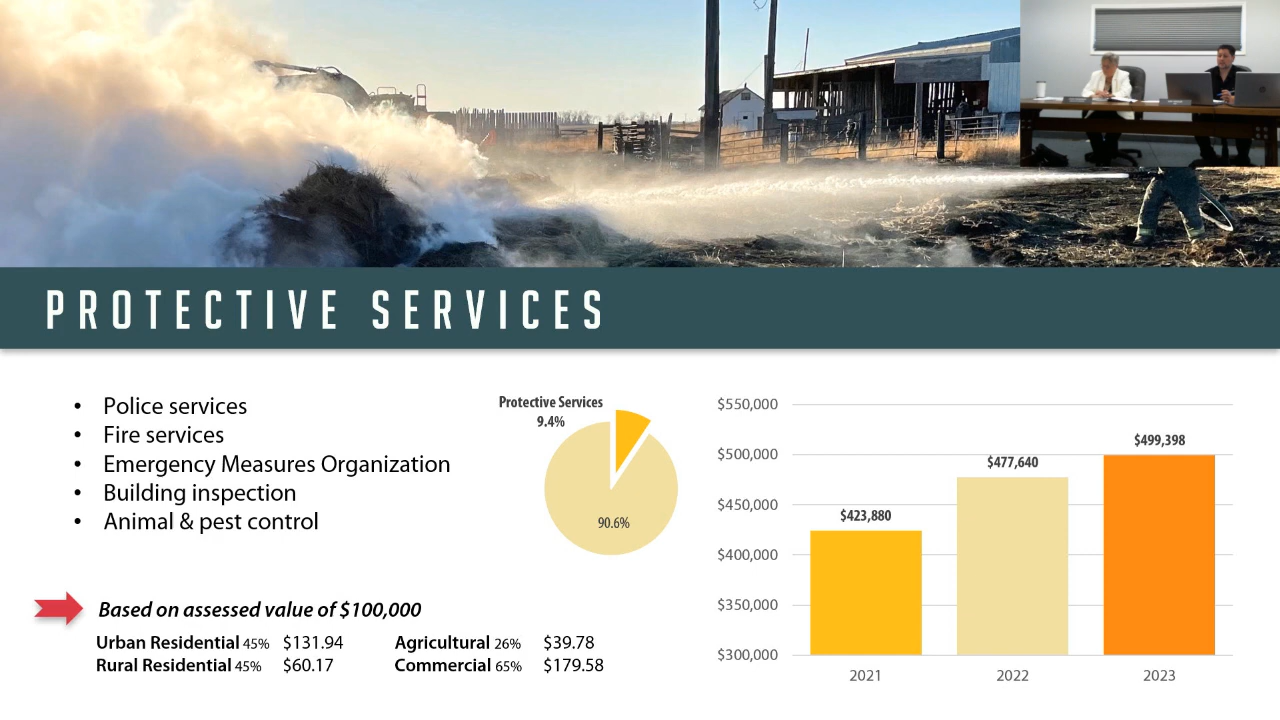 PROTECTIVE SERVICES
• Police services
• Fire services
• Emergency Measures Organization
• Building inspection
• Animal & pest control
Protective Services
9.4%
90.6%
$550,000
$500,000
$450,000
$400,000
$350,000
$300,000
$423,880
$477,640
$499,398
2021
2022
2023
Based on assessed value of $100,000
Urban Residential 45% $131.94 Agricultural 26% $39.78
Rural Residential 45% $60.17 Commercial 65% $179.58